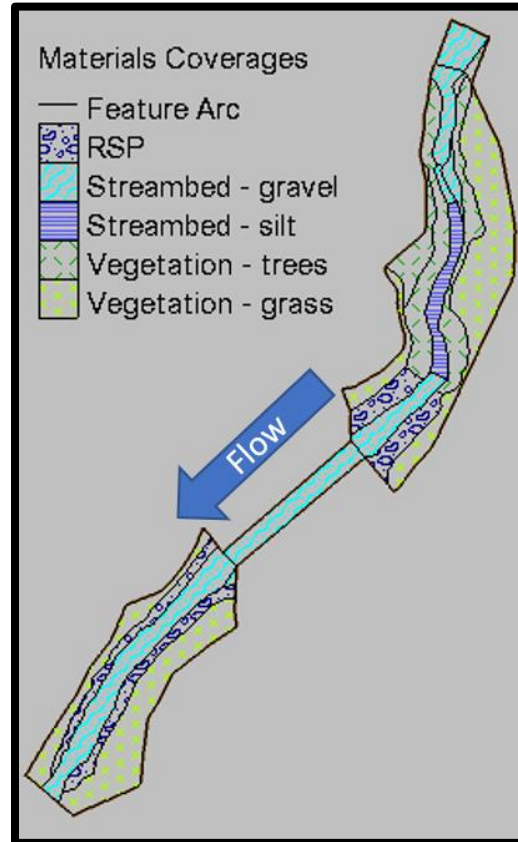 Materials Coverages
Feature Arc
RSP
Streambed - gravel
Streambed - silt
Vegetation - trees
Vegetation - grass
Flow